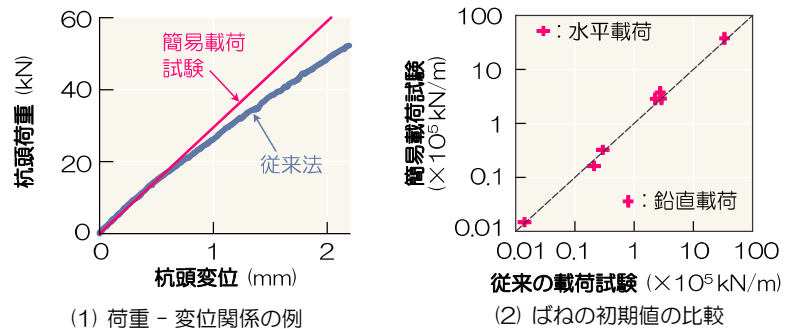 60
40
20
0
0
1
2
杭頭荷重 (kN)
簡易載荷
試験
従来法
杭頭変位 (mm)
(1) 荷重 - 変位関係の例
100
10
1
0.1
0.01
0.01
0.1
1
10
100
簡易載荷試験
(×10⁵kN/m)
:水平載荷
:鉛直載荷
従来の載荷試験 (×10⁵kN/m)
(2) ばねの初期値の比較